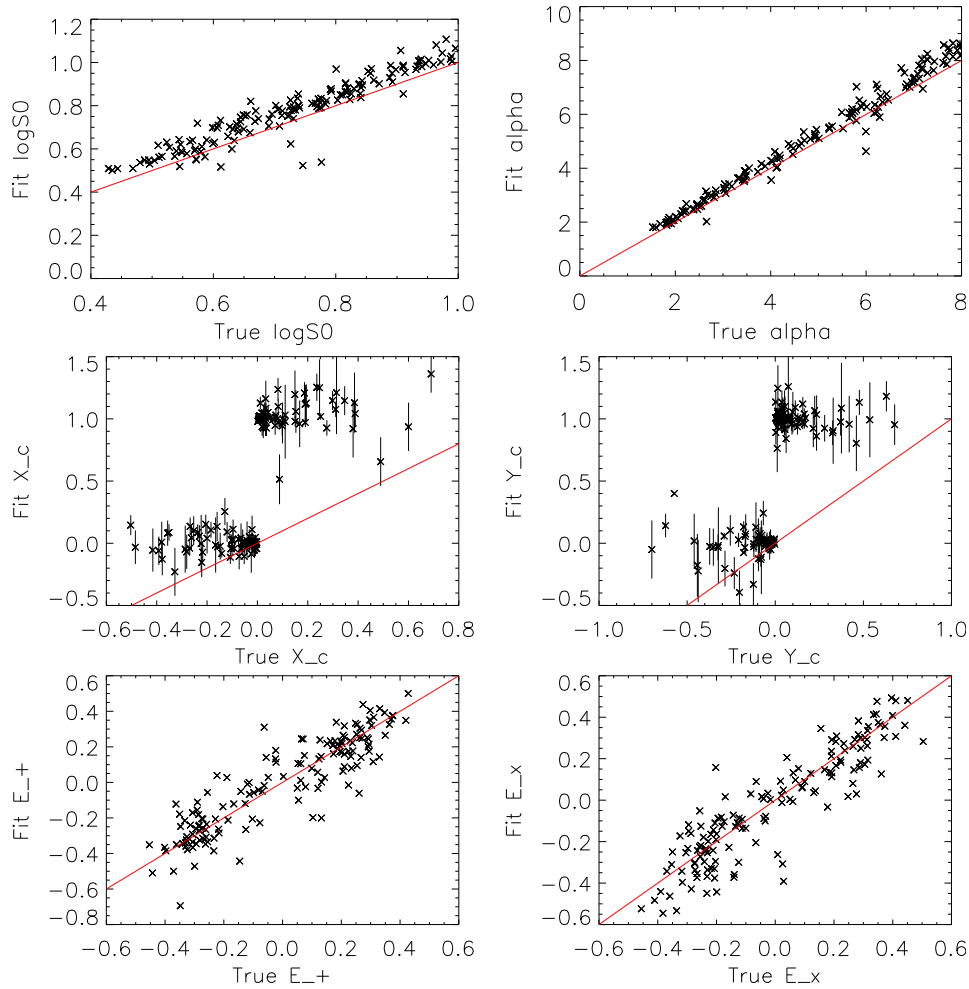 1.2
1.0
0.8
0.6
0.4
0.2
0.0
Fit logS0
0.4 0.6 0.8 1.0
True logS0
10
8
6
4
2
0
Fit alpha
0 2 4 6 8
True alpha
1.5
1.0
0.5
0.0
-0.5
Fit X_c
-0.6 -0.4 -0.2 0.0 0.2 0.4 0.6 0.8
True X_c
1.5
1.0
0.5
0.0
-0.5
Fit Y_c
-1.0 -0.5 0.0 0.5 1.0
True Y_c
0.6
0.4
0.2
0.0
-0.2
-0.4
-0.6
-0.8
Fit E_+
-0.6 -0.4 -0.2 0.0 0.2 0.4 0.6
True E_+
0.6
0.4
0.2
0.0
-0.2
-0.4
-0.6
Fit E_x
-0.6 -0.4 -0.2 0.0 0.2 0.4 0.6
True E_x